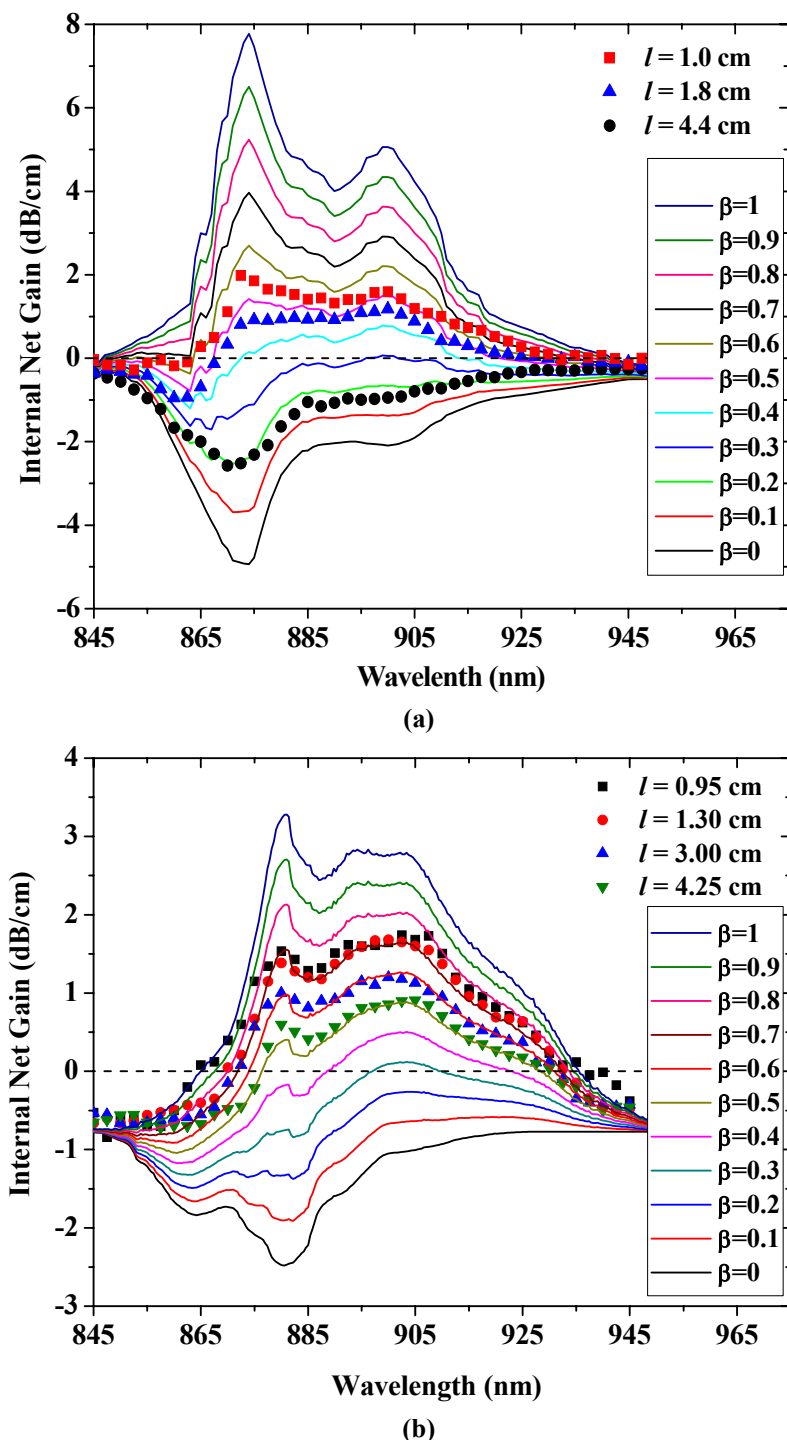 8
6
4
2
0
-2
-4
-6
Internal Net Gain (dB/cm)
l = 1.0 cm
l = 1.8 cm
l = 4.4 cm
β=1
β=0.9
β=0.8
β=0.7
β=0.6
β=0.5
β=0.4
β=0.3
β=0.2
β=0.1
β=0
845 865 885 905 925 945 965
Wavelenth (nm)
(a)
4
3
2
1
0
-1
-2
-3
Internal Net Gain (dB/cm)
l = 0.95 cm
l = 1.30 cm
l = 3.00 cm
l = 4.25 cm
β=1
β=0.9
β=0.8
β=0.7
β=0.6
β=0.5
β=0.4
β=0.3
β=0.2
β=0.1
β=0
845 865 885 905 925 945 965
Wavelength (nm)
(b)